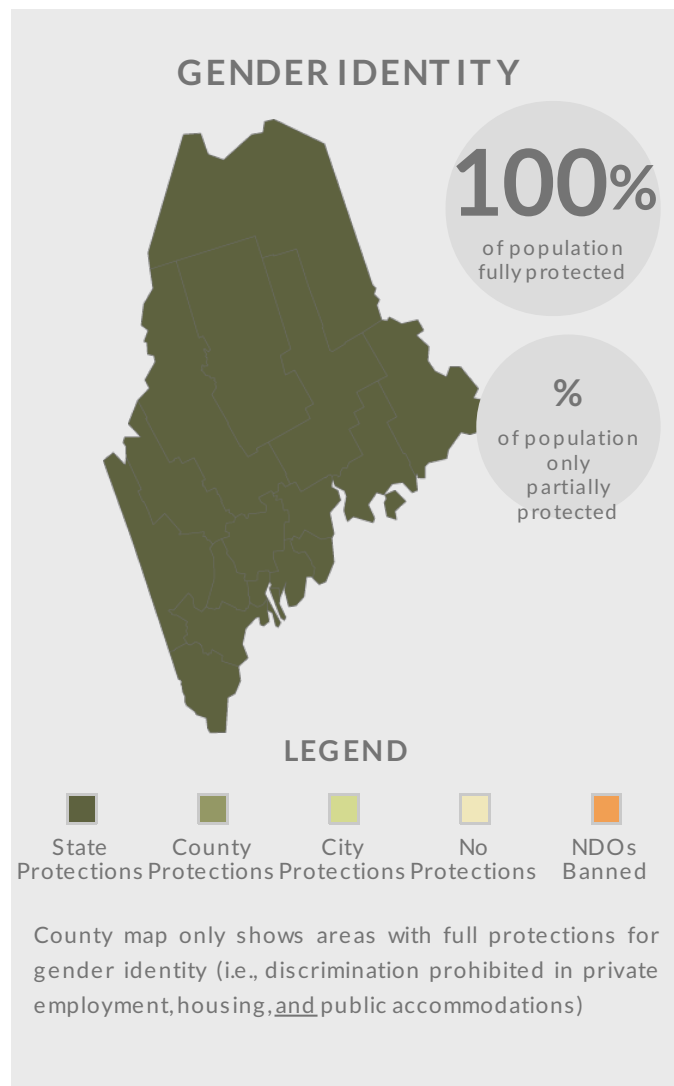 GENDER IDENTITY
100%
of population
fully protected
%
of population
only
partially
protected
LEGEND
State
Protections
County
Protections
City
Protections
No
Protections
NDOs
Banned
County map only shows areas with full protections for
gender identity (i.e., discrimination prohibited in private
employment, housing, and public accommodations)